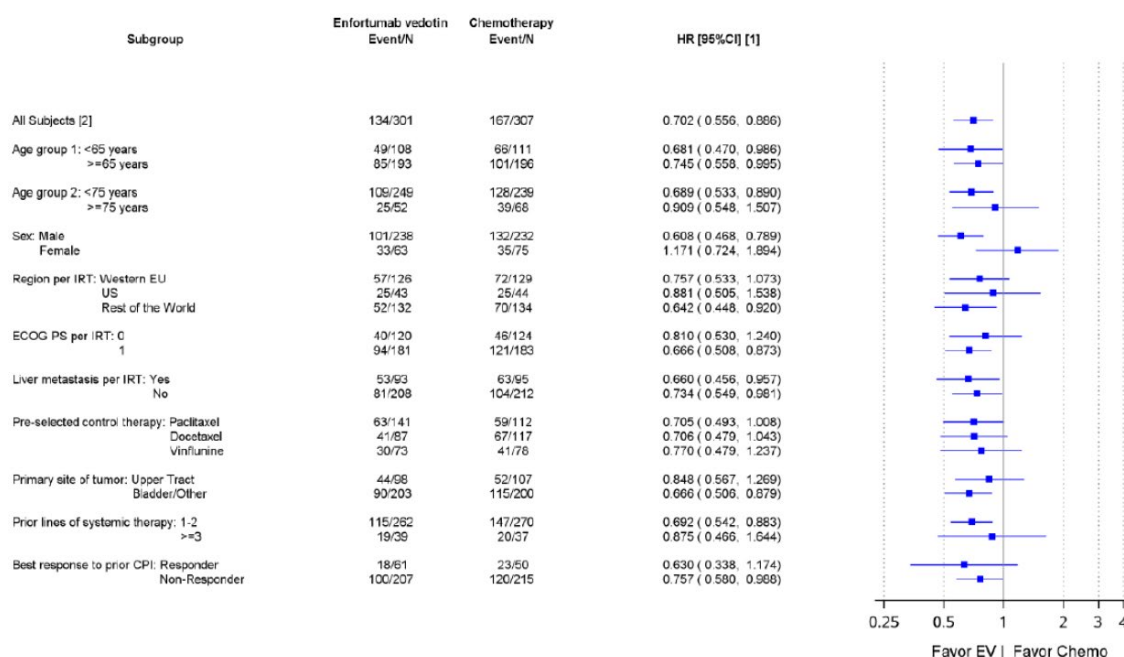 Enfortumab vedotin Chemotherapy
Subgroup Event/N Event/N HR [95%CI] [1]
All Subjects [2] 134/301 167/307 0.702 ( 0.556, 0.886)
Age group 1: <65 years 49/108 66/111 0.681 ( 0.470, 0.986)
>=65 years 85/193 101/196 0.745 ( 0.558, 0.995)
Age group 2: <75 years 109/249 128/239 0.689 ( 0.533, 0.890)
>=75 years 25/52 39/68 0.909 ( 0.548, 1.507)
Sex: Male 101/238 132/232 0.608 ( 0.468, 0.789)
Female 33/63 35/75 1.171 ( 0.724, 1.894)
Region per IRT: Western EU 57/126 72/129 0.757 ( 0.533, 1.073)
US 25/43 25/44 0.881 ( 0.505, 1.538)
Rest of the World 52/132 70/134 0.642 ( 0.448, 0.920)
ECOG PS per IRT: 0 40/120 46/124 0.810 ( 0.530, 1.240)
1 94/181 121/183 0.666 ( 0.508, 0.873)
Liver metastasis per IRT: Yes 53/93 63/95 0.660 ( 0.456, 0.957)
No 81/208 104/212 0.734 ( 0.549, 0.981)
Pre-selected control therapy: Paclitaxel 63/141 59/112 0.705 ( 0.493, 1.008)
Docetaxel 41/87 67/117 0.706 ( 0.479, 1.043)
Vinflunine 30/73 41/78 0.770 ( 0.479, 1.237)
Primary site of tumor: Upper Tract 44/98 52/107 0.848 ( 0.567, 1.269)
Bladder/Other 90/203 115/200 0.666 ( 0.506, 0.879)
Prior lines of systemic therapy: 1-2 115/262 147/270 0.692 ( 0.542, 0.883)
>=3 19/39 20/37 0.875 ( 0.466, 1.644)
Best response to prior CPI: Responder 18/61 23/50 0.630 ( 0.338, 1.174)
Non-Responder 100/207 120/215 0.757 ( 0.580, 0.988)
0.25 0.5 1 2 3 4
Favor EV | Favor Chemo